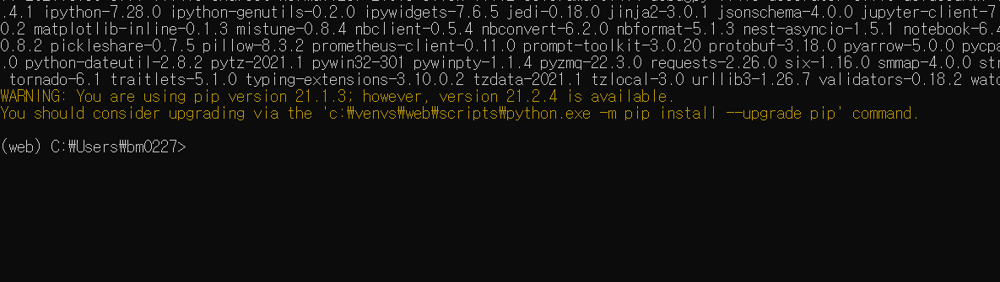 .4.1 ipython-7.28.0 ipython-genutils-0.2.0 ipywidgets-7.6.5 jedi-0.18.0 jinja2-3.0.1 jsonschema-4.0.0 jupyter-client-7
0.2 matplotlib-inline-0.1.3 mistune-0.8.4 nbclient-0.5.4 nbconvert-6.2.0 nbformat-5.1.3 nest-asyncio-1.5.1 notebook-6.4
0.8.2 pickleshare-0.7.5 pillow-8.3.2 prometheus-client-0.11.0 prompt-toolkit-3.0.20 protobuf-3.18.0 pyarrow-5.0.0 pycpa
.0 python-dateutil-2.8.2 pytz-2021.1 pywin32-301 pywinpty-1.1.4 pyzmq-22.3.0 requests-2.26.0 six-1.16.0 smmap-4.0.0 str
tornado-6.1 traitlets-5.1.0 typing-extensions-3.10.0.2 tzdata-2021.1 tzlocal-3.0 urllib3-1.26.7 validators-0.18.2 watc
WARNING: You are using pip version 21.1.3; however, version 21.2.4 is available.
You should consider upgrading via the 'c:₩venvs₩web₩scripts₩python.exe -m pip install --upgrade pip' command.
(web) C:₩Users₩bm0227>